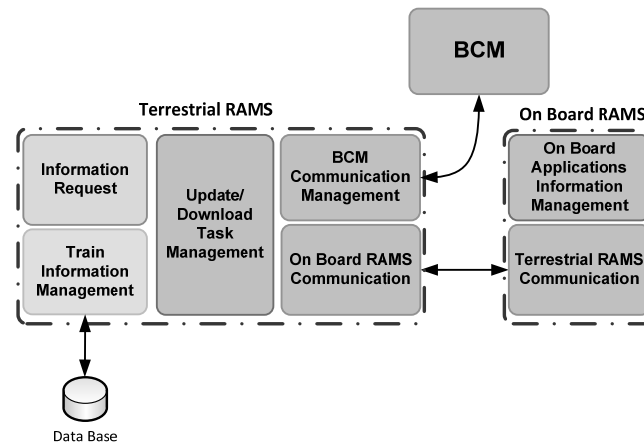 BCM
Terrestrial RAMS
On Board RAMS
Information
Request
Update/
Download
Task
Management
BCM
Communication
Management
On Board
Applications
Information
Management
Train
Information
Management
On Board RAMS
Communication
Terrestrial RAMS
Communication
Data Base